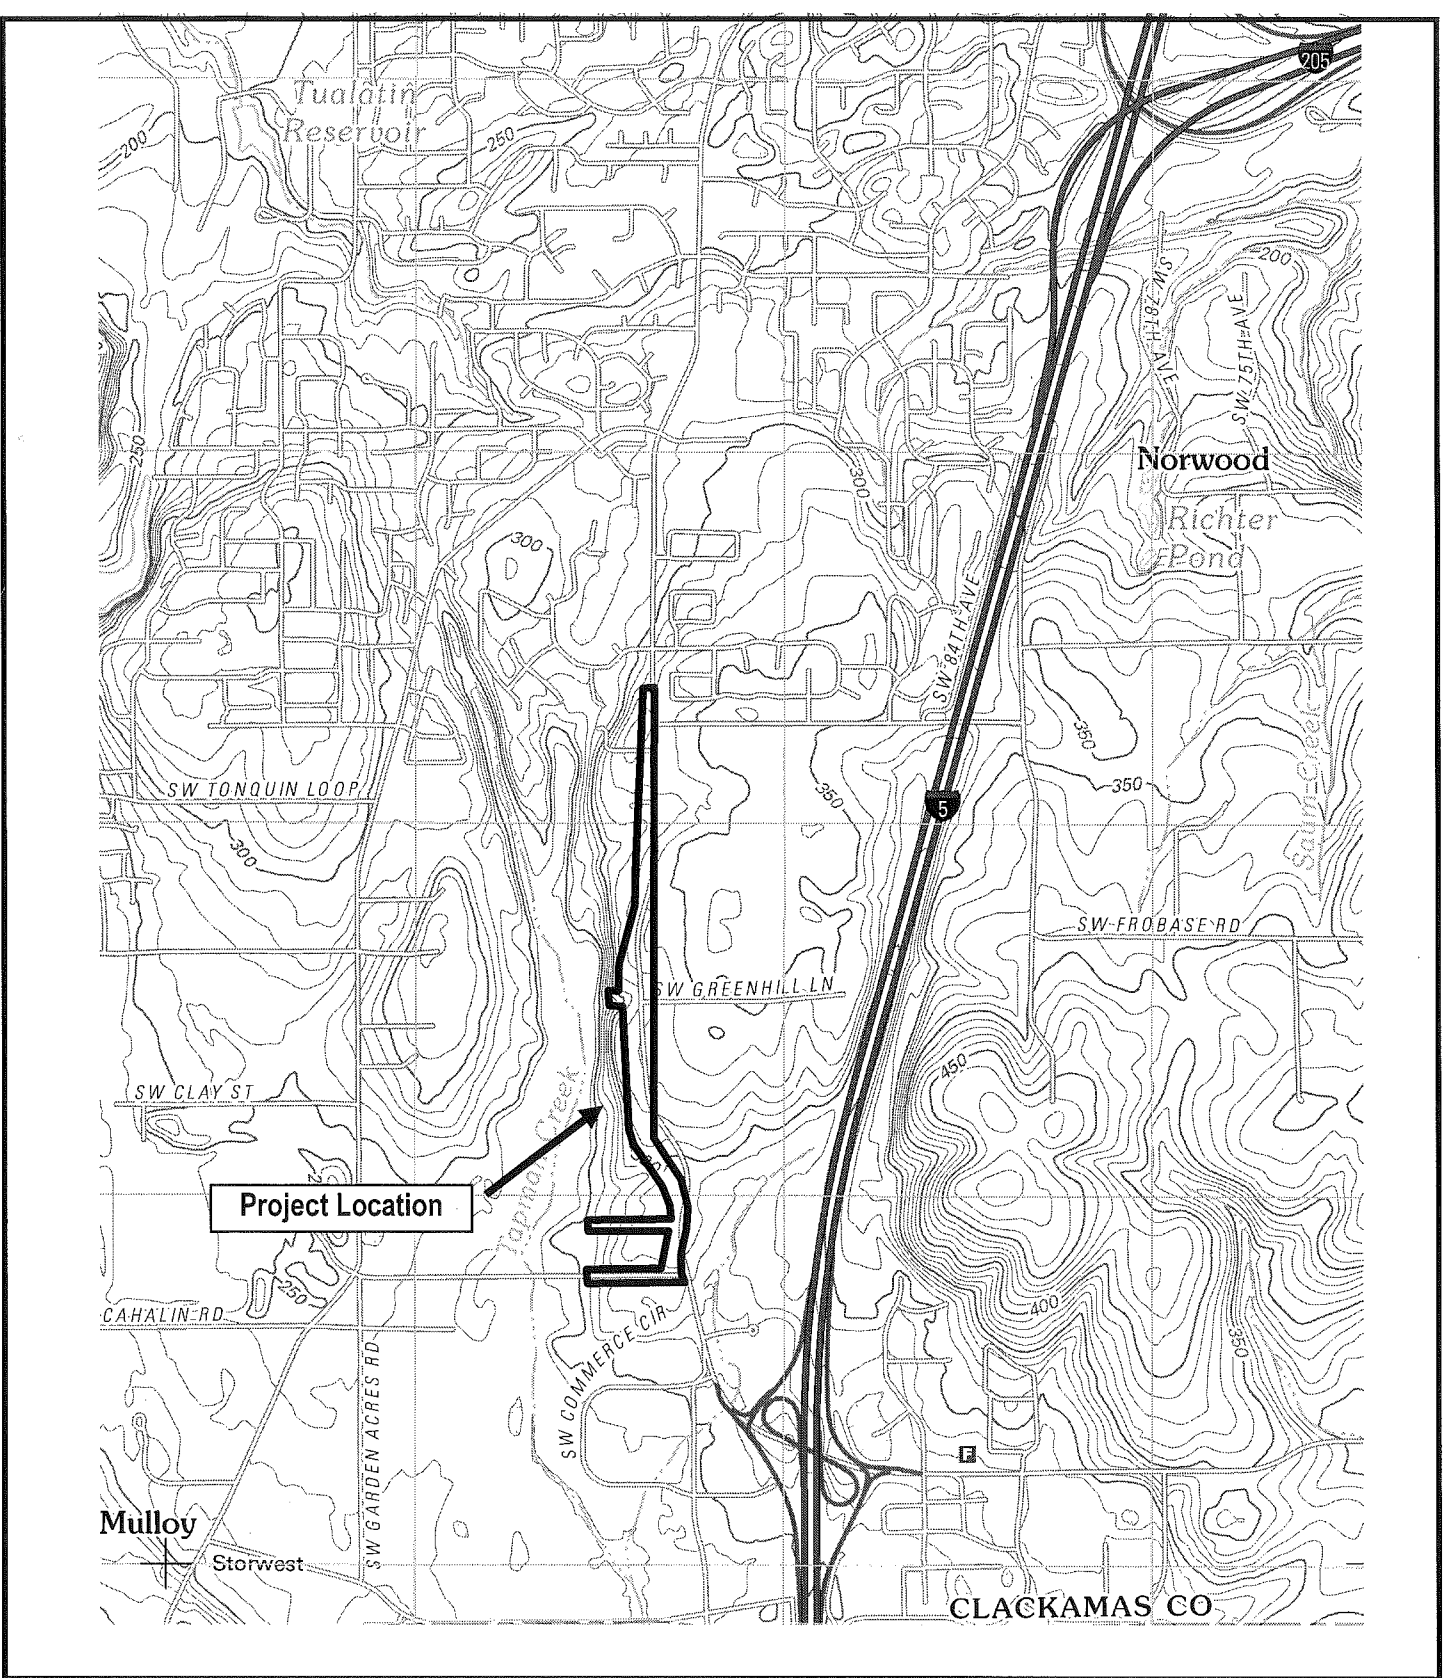 205
Tualatin
Reservoir
200
250
SW 78TH AVE
200
SW 75TH AVE
250
300
Norwood
300
Richter
Pond
SW 84TH AVE
350
SW TONQUIN LOOP
350
350
5
300
Saum Creek
SW FROBASE RD
SW GREENHILL LN
450
SW CLAY ST
Tapman Creek
Project Location
250
400
CAHALIN RD
350
SW COMMERCE CIR
SW GARDEN ACRES RD
F
Mulloy
Storwest
CLACKAMAS CO